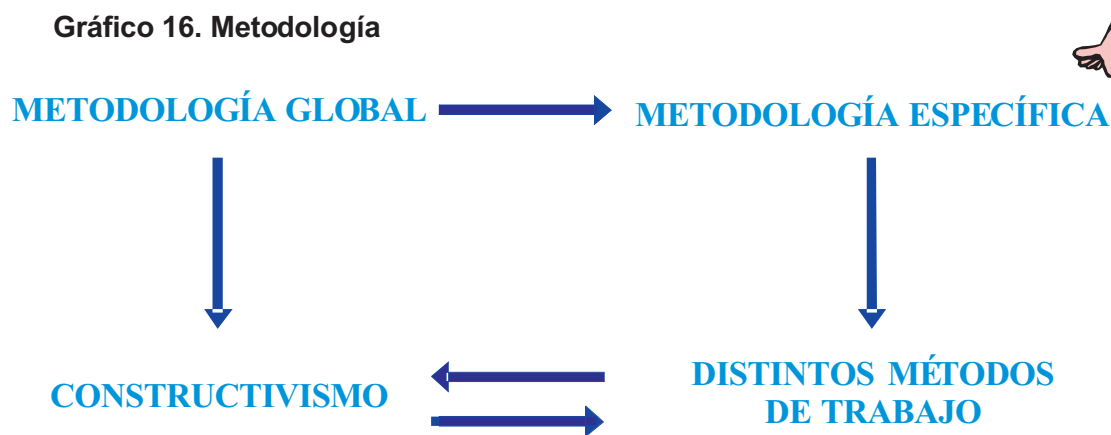 Gráfico 16. Metodología
METODOLOGÍA GLOBAL
METODOLOGÍA ESPECÍFICA
CONSTRUCTIVISMO
DISTINTOS MÉTODOS
DE TRABAJO